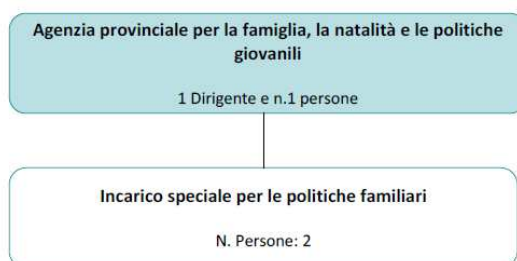 Agenzia provinciale per la famiglia, la natalità e le politiche
giovanili
1 Dirigente e n.1 persone
Incarico speciale per le politiche familiari
N. Persone: 2